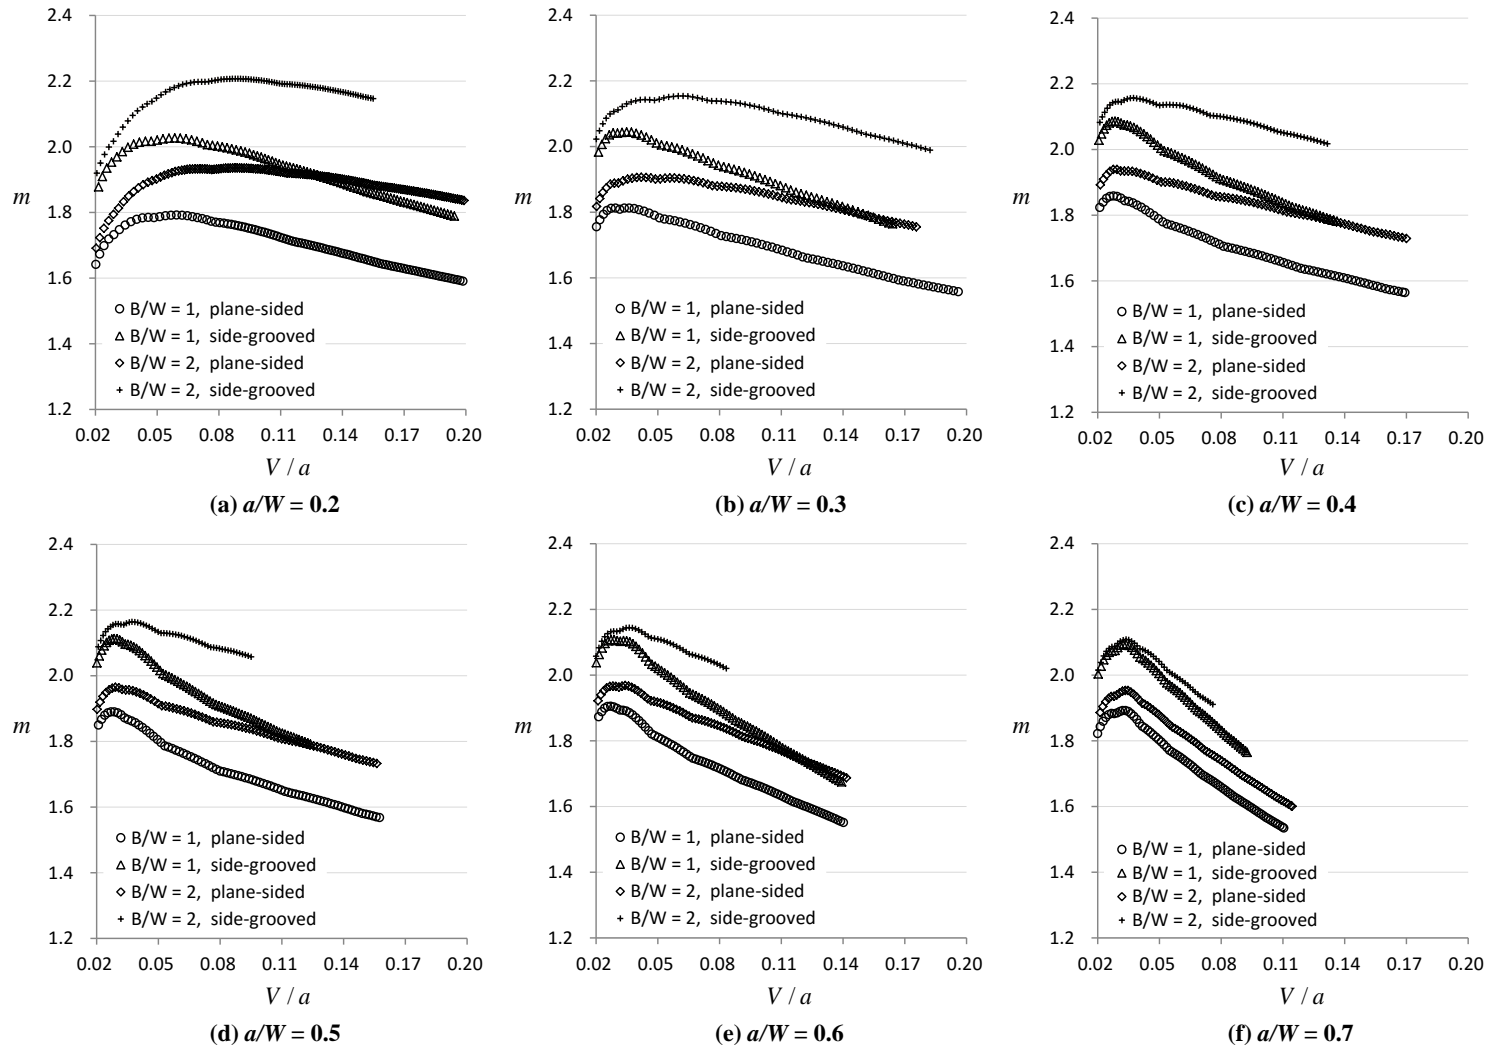 2.4
2.2
2.0
m
1.8
1.6
B/W = 1, plane-sided
1.4
B/W = 1, side-grooved
B/W = 2, plane-sided
B/W = 2, side-grooved
1.2
0.02 0.05 0.08 0.11 0.14 0.17 0.20
V / a
(a) a/W = 0.2
2.4
2.2
2.0
m
1.8
1.6
B/W = 1, plane-sided
1.4
B/W = 1, side-grooved
B/W = 2, plane-sided
B/W = 2, side-grooved
1.2
0.02 0.05 0.08 0.11 0.14 0.17 0.20
V / a
(b) a/W = 0.3
2.4
2.2
2.0
m
1.8
1.6
B/W = 1, plane-sided
1.4
B/W = 1, side-grooved
B/W = 2, plane-sided
B/W = 2, side-grooved
1.2
0.02 0.05 0.08 0.11 0.14 0.17 0.20
V / a
(c) a/W = 0.4
2.4
2.2
2.0
m
1.8
1.6
1.4
B/W = 1, plane-sided
B/W = 1, side-grooved
B/W = 2, plane-sided
B/W = 2, side-grooved
1.2
0.02 0.05 0.08 0.11 0.14 0.17 0.20
V / a
(d) a/W = 0.5
2.4
2.2
2.0
m
1.8
1.6
1.4
B/W = 1, plane-sided
B/W = 1, side-grooved
B/W = 2, plane-sided
B/W = 2, side-grooved
1.2
0.02 0.05 0.08 0.11 0.14 0.17 0.20
V / a
(e) a/W = 0.6
2.4
2.2
2.0
m
1.8
1.6
1.4
B/W = 1, plane-sided
B/W = 1, side-grooved
B/W = 2, plane-sided
B/W = 2, side-grooved
1.2
0.02 0.05 0.08 0.11 0.14 0.17 0.20
V / a
(f) a/W = 0.7